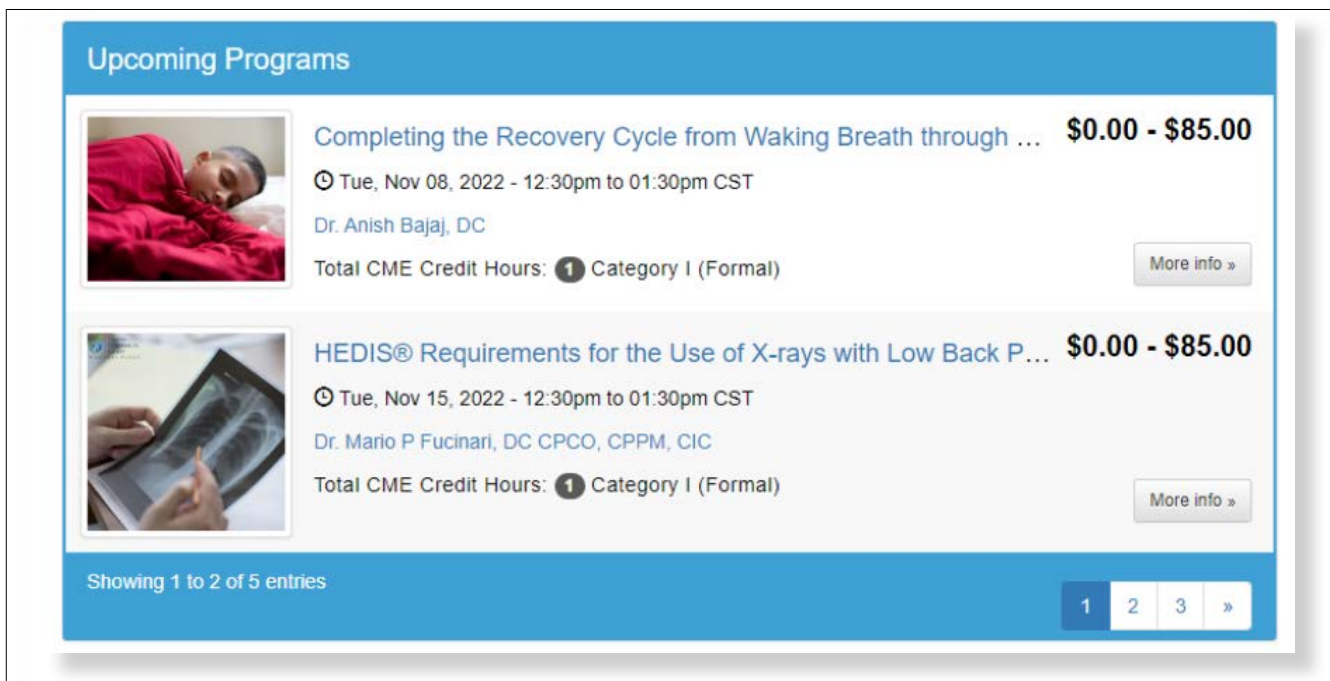 Upcoming Programs
Completing the Recovery Cycle from Waking Breath through ...
$0.00 - $85.00
Tue, Nov 08, 2022 - 12:30pm to 01:30pm CST
Dr. Anish Bajaj, DC
Total CME Credit Hours: 1 Category I (Formal)
More info »
HEDIS® Requirements for the Use of X-rays with Low Back P...
$0.00 - $85.00
Tue, Nov 15, 2022 - 12:30pm to 01:30pm CST
Dr. Mario P Fucinari, DC CPCO, CPPM, CIC
Total CME Credit Hours: 1 Category I (Formal)
More info »
Showing 1 to 2 of 5 entries
1 2 3 »